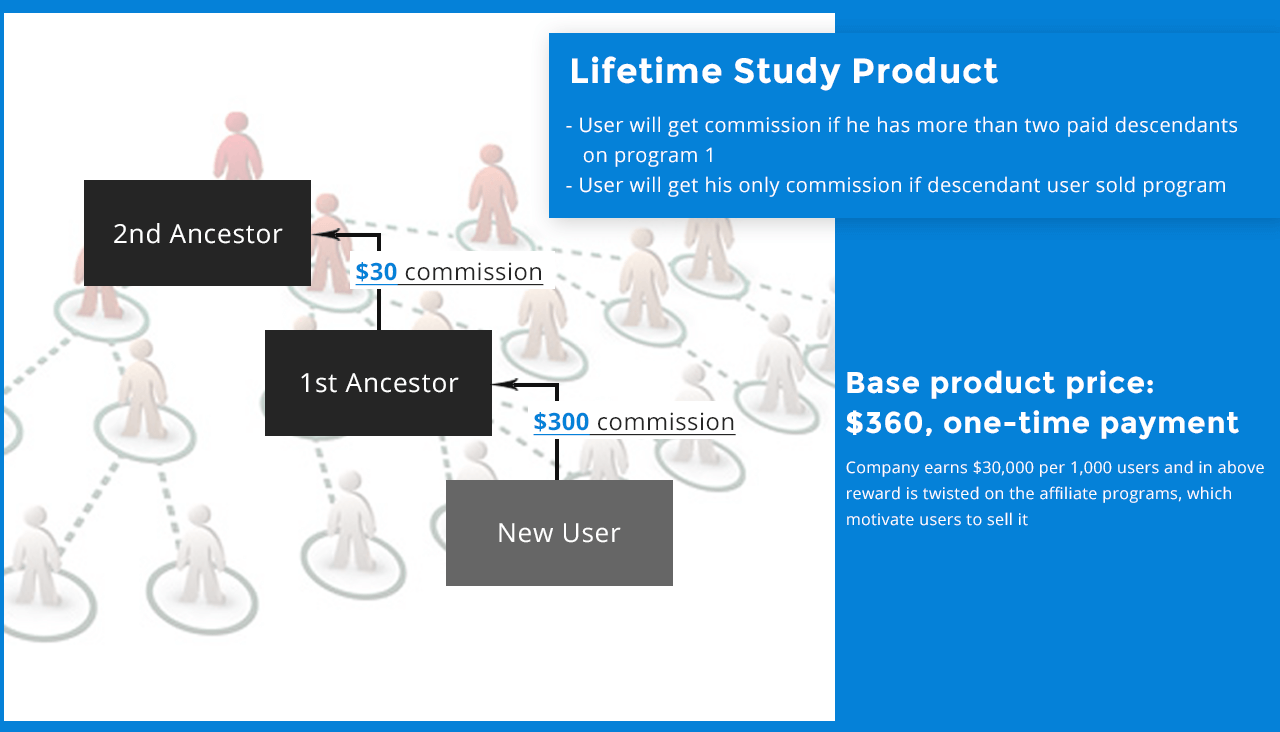 Lifetime Study Product
- User will get commission if he has more than two paid descendants
on program 1
- User will get his only commission if descendant user sold program
2nd Ancestor
$30 commission
1st Ancestor
$300 commission
New User
Base product price:
$360, one-time payment
Company earns $30,000 per 1,000 users and in above
reward is twisted on the affiliate programs, which
motivate users to sell it